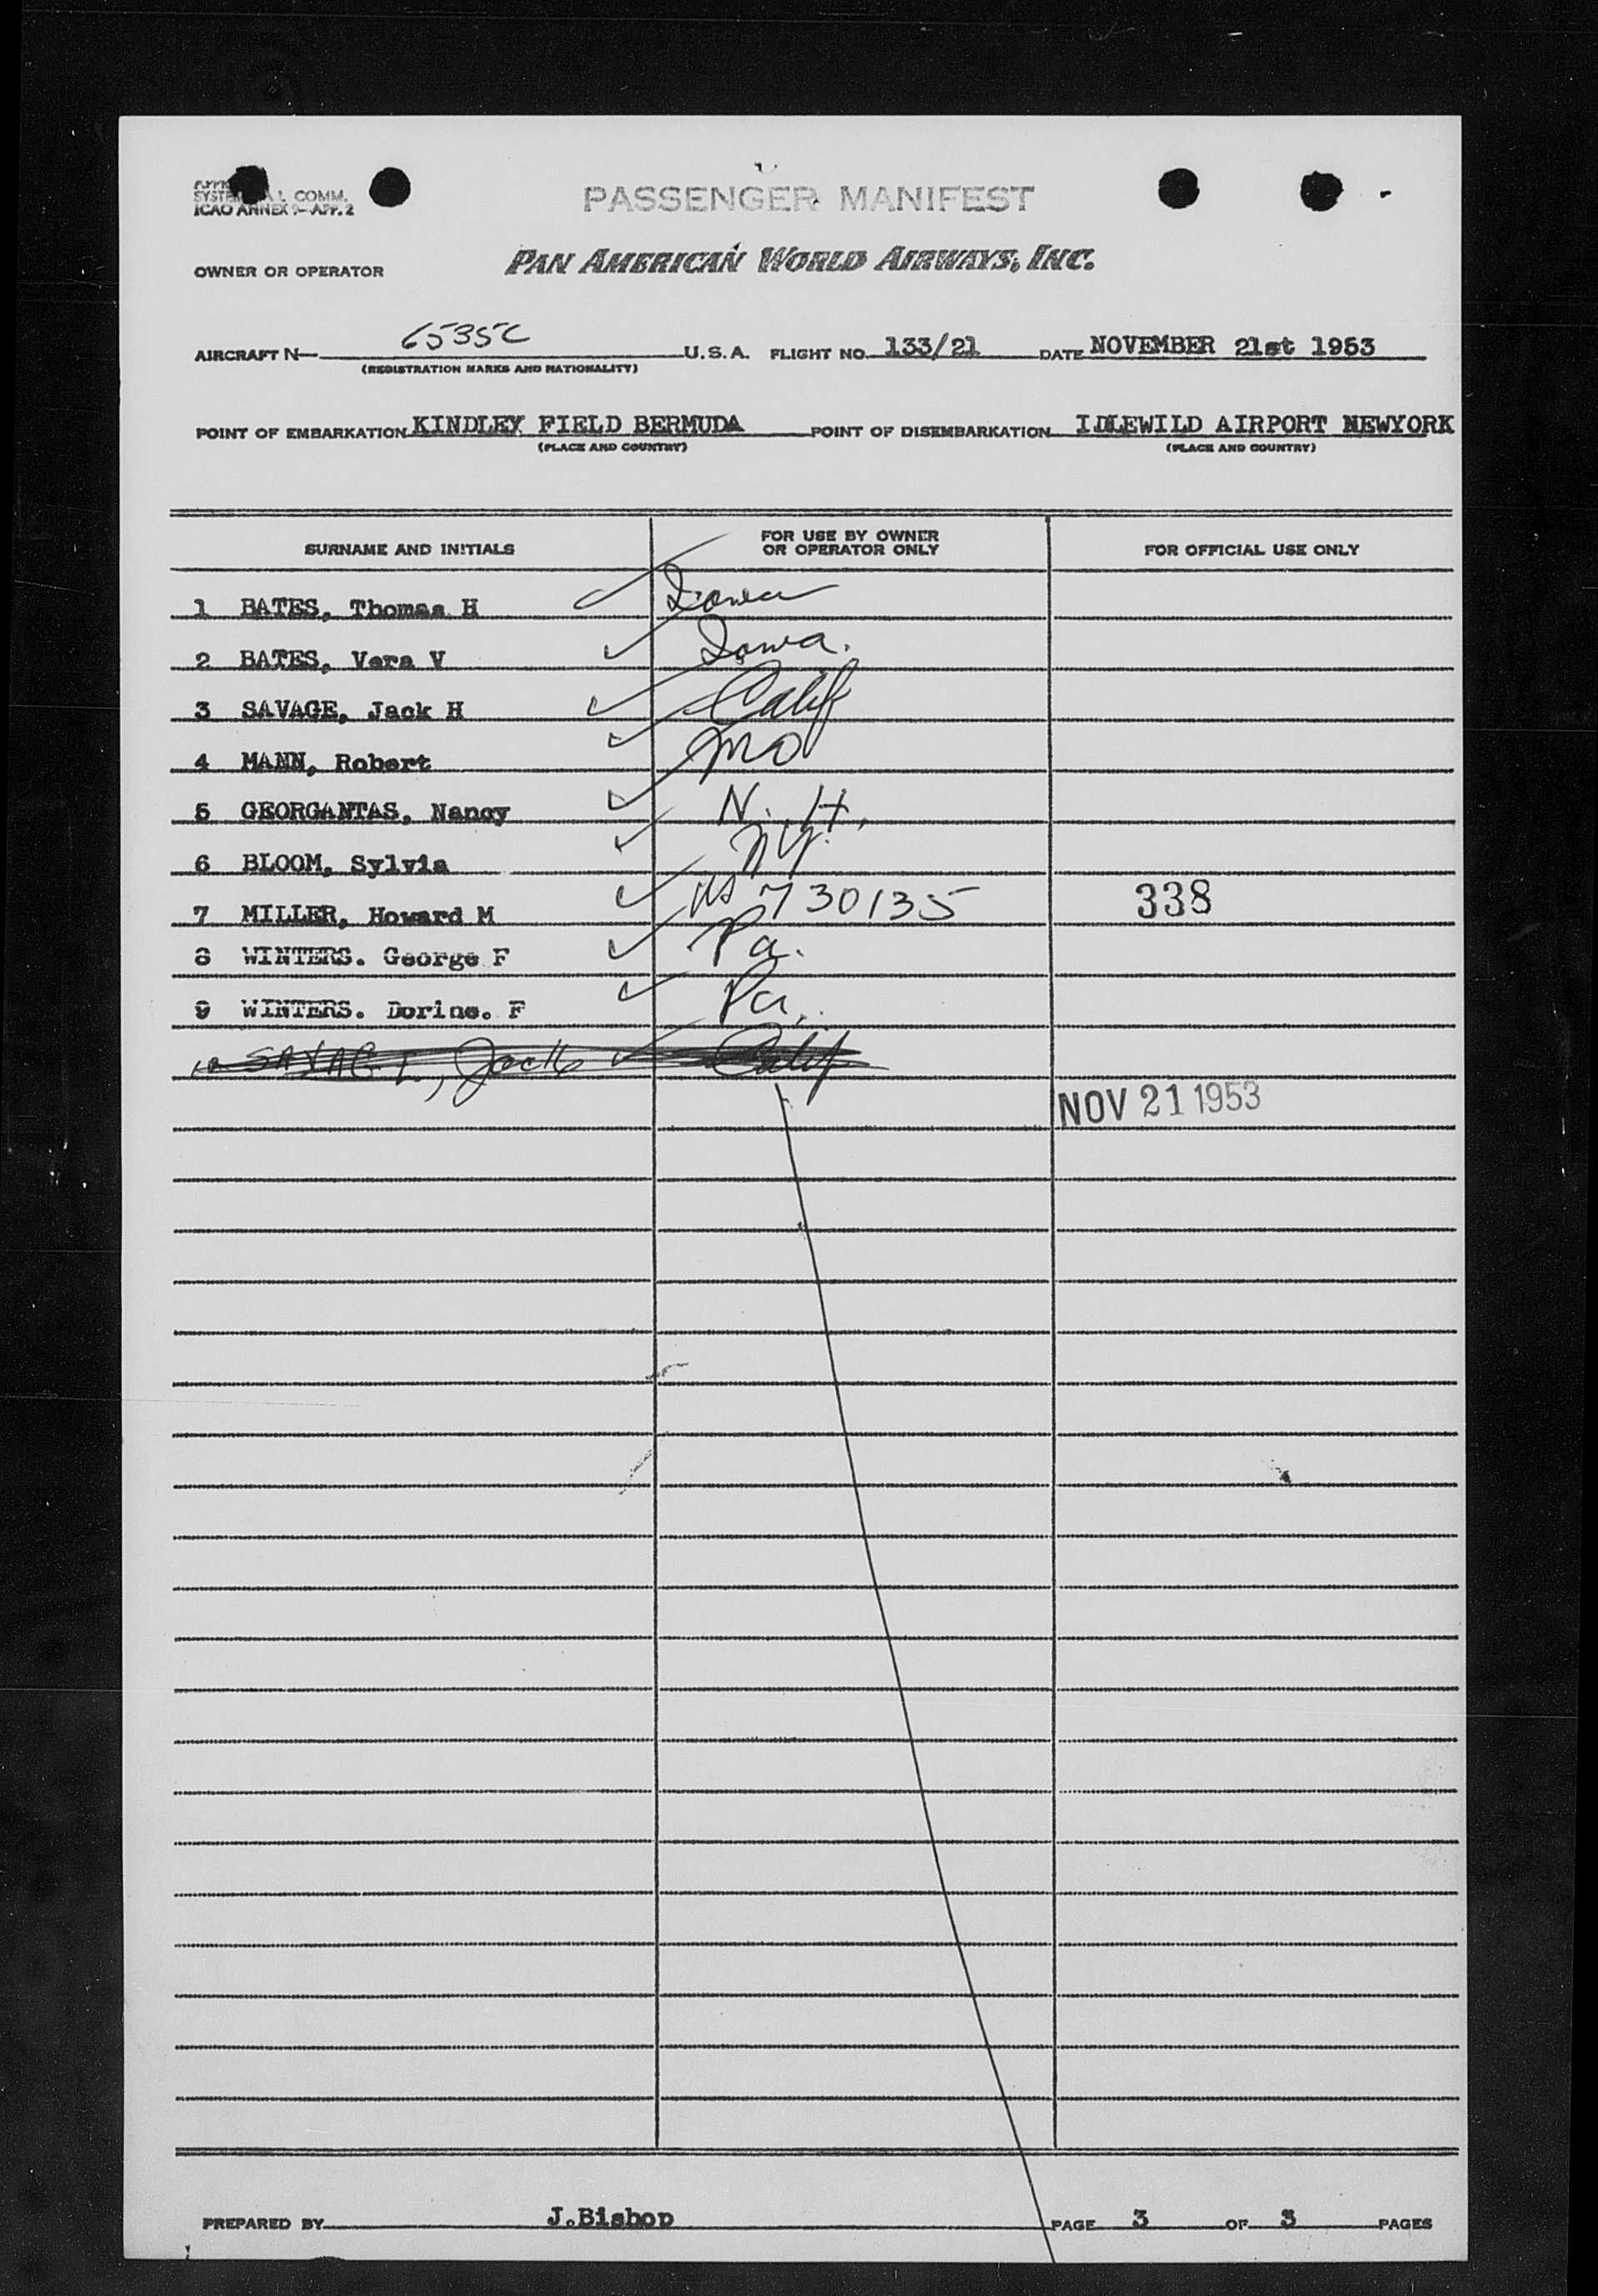 COMM.
ICAO ANNEX 9—APP. 2
PASSENGER MANIFEST
OWNER OR OPERATOR PAN AMERICAN WORLD AIRWAYS, INC.
AIRCRAFT N— 6535C U.S.A. FLIGHT NO. 133/21 DATE NOVEMBER 21st 1953
(REGISTRATION MARKS AND NATIONALITY)
POINT OF EMBARKATION KINDLEY FIELD BERMUDA POINT OF DISEMBARKATION IDLEWILD AIRPORT NEWYORK
(PLACE AND COUNTRY) (PLACE AND COUNTRY)
SURNAME AND INITIALS FOR USE BY OWNER OR OPERATOR ONLY FOR OFFICIAL USE ONLY
1 BATES, Thomas H Iowa
2 BATES, Vera V Iowa.
3 SAVAGE, Jack H Calif
4 MANN, Robert Mo
5 GEORGANTAS, Nancy N. H.
6 BLOOM, Sylvia NY.
7 MILLER, Howard M US 730135 338
8 WINTERS. George F Pa.
9 WINTERS. Dorine. F Pa.
10 SAVAGE, Jack Calif
NOV 21 1953
PREPARED BY J.Bishop PAGE 3 OF 3 PAGES